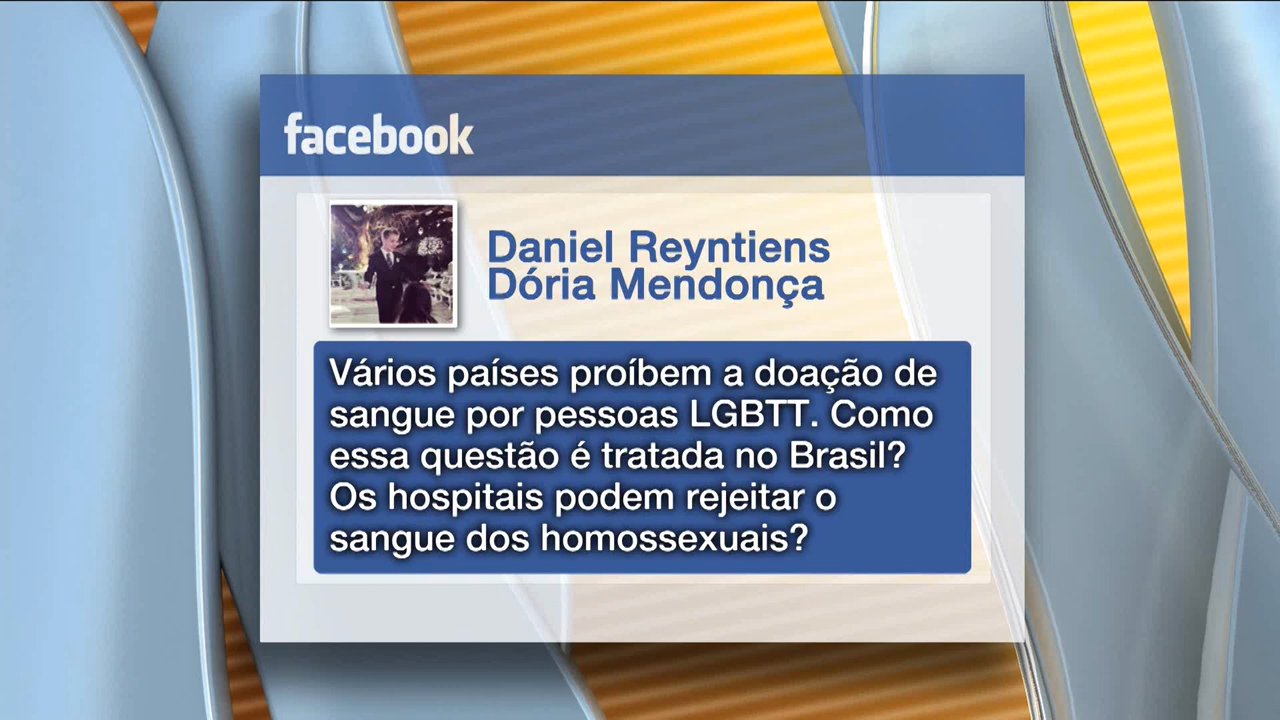 facebook
Daniel Reyntiens
Dória Mendonça
Vários países proíbem a doação de
sangue por pessoas LGBTT. Como
essa questão é tratada no Brasil?
Os hospitais podem rejeitar o
sangue dos homossexuais?